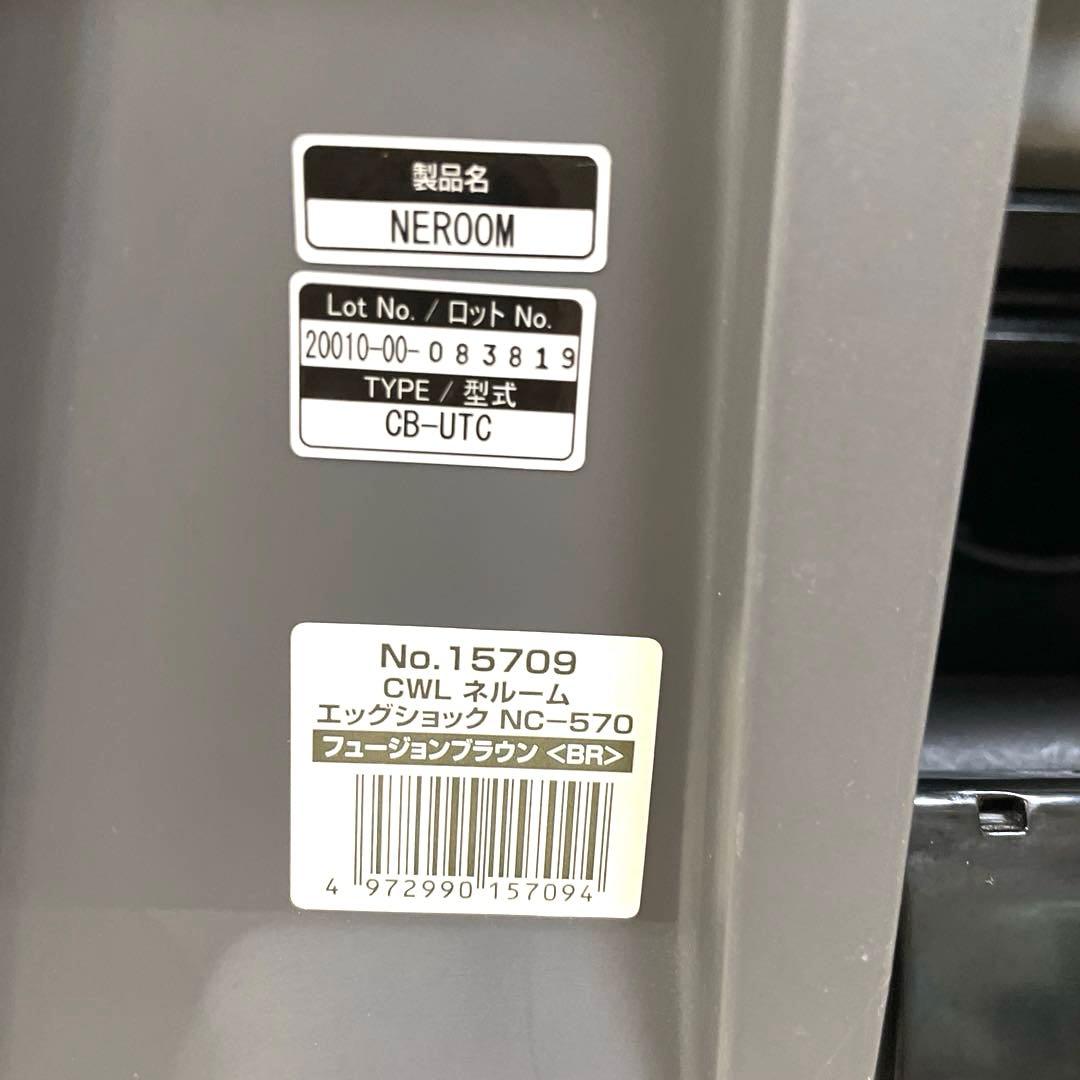 製品名
NEROOM
Lot No. / ロット No.
20010-00-083819
TYPE / 型式
CB-UTC
No.15709
CWL ネルーム
エッグショック NC-570
フュージョンブラウン <BR>
4 972990 157094